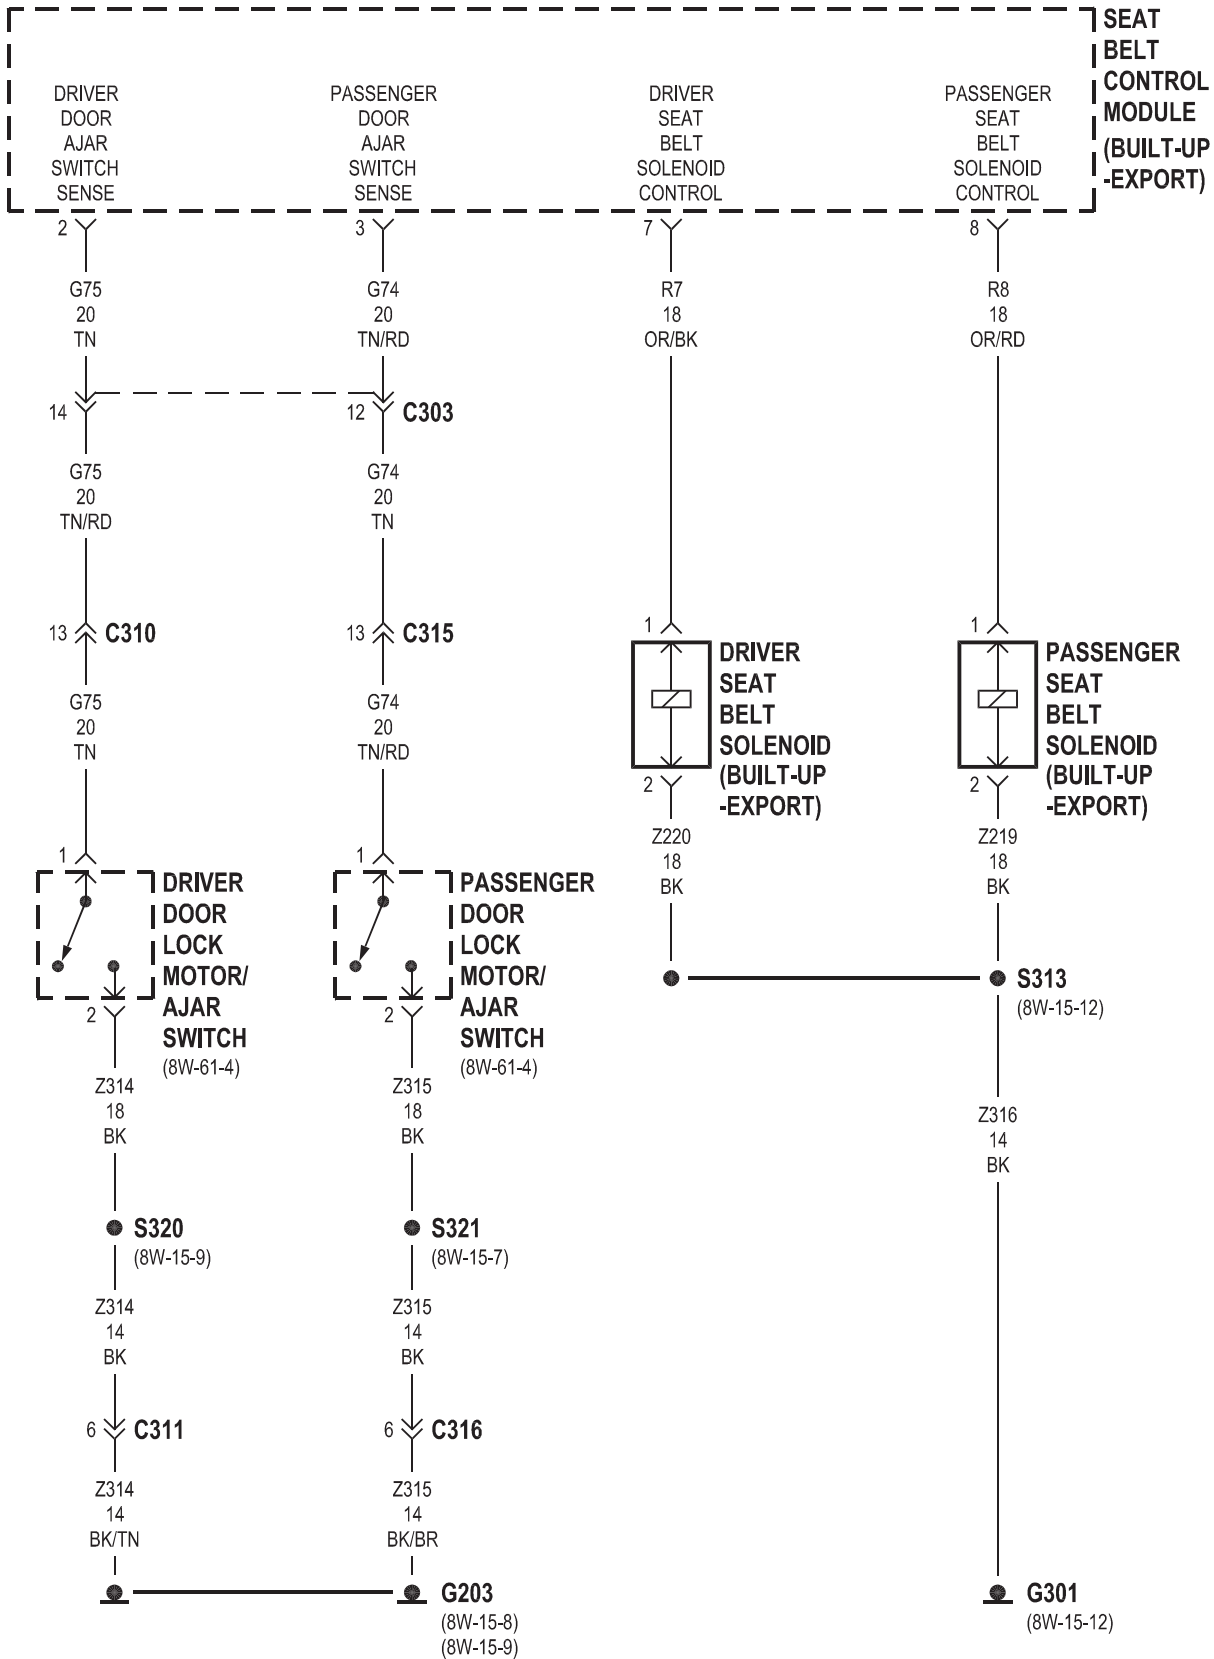 SEAT
BELT
CONTROL
MODULE
(BUILT-UP
-EXPORT)
DRIVER
DOOR
AJAR
SWITCH
SENSE
PASSENGER
DOOR
AJAR
SWITCH
SENSE
DRIVER
SEAT
BELT
SOLENOID
CONTROL
PASSENGER
SEAT
BELT
SOLENOID
CONTROL
2
3
7
8
G75
20
TN
G74
20
TN/RD
R7
18
OR/BK
R8
18
OR/RD
14
12
C303
G75
20
TN/RD
G74
20
TN
13
C310
13
C315
G75
20
TN
G74
20
TN/RD
1
DRIVER
SEAT
BELT
SOLENOID
(BUILT-UP
-EXPORT)
2
1
PASSENGER
SEAT
BELT
SOLENOID
(BUILT-UP
-EXPORT)
2
Z220
18
BK
Z219
18
BK
1
DRIVER
DOOR
LOCK
MOTOR/
AJAR
SWITCH
(8W-61-4)
2
1
PASSENGER
DOOR
LOCK
MOTOR/
AJAR
SWITCH
(8W-61-4)
2
S313
(8W-15-12)
Z314
18
BK
Z315
18
BK
Z316
14
BK
S320
(8W-15-9)
S321
(8W-15-7)
Z314
14
BK
Z315
14
BK
6
C311
6
C316
Z314
14
BK/TN
Z315
14
BK/BR
G203
(8W-15-8)
(8W-15-9)
G301
(8W-15-12)